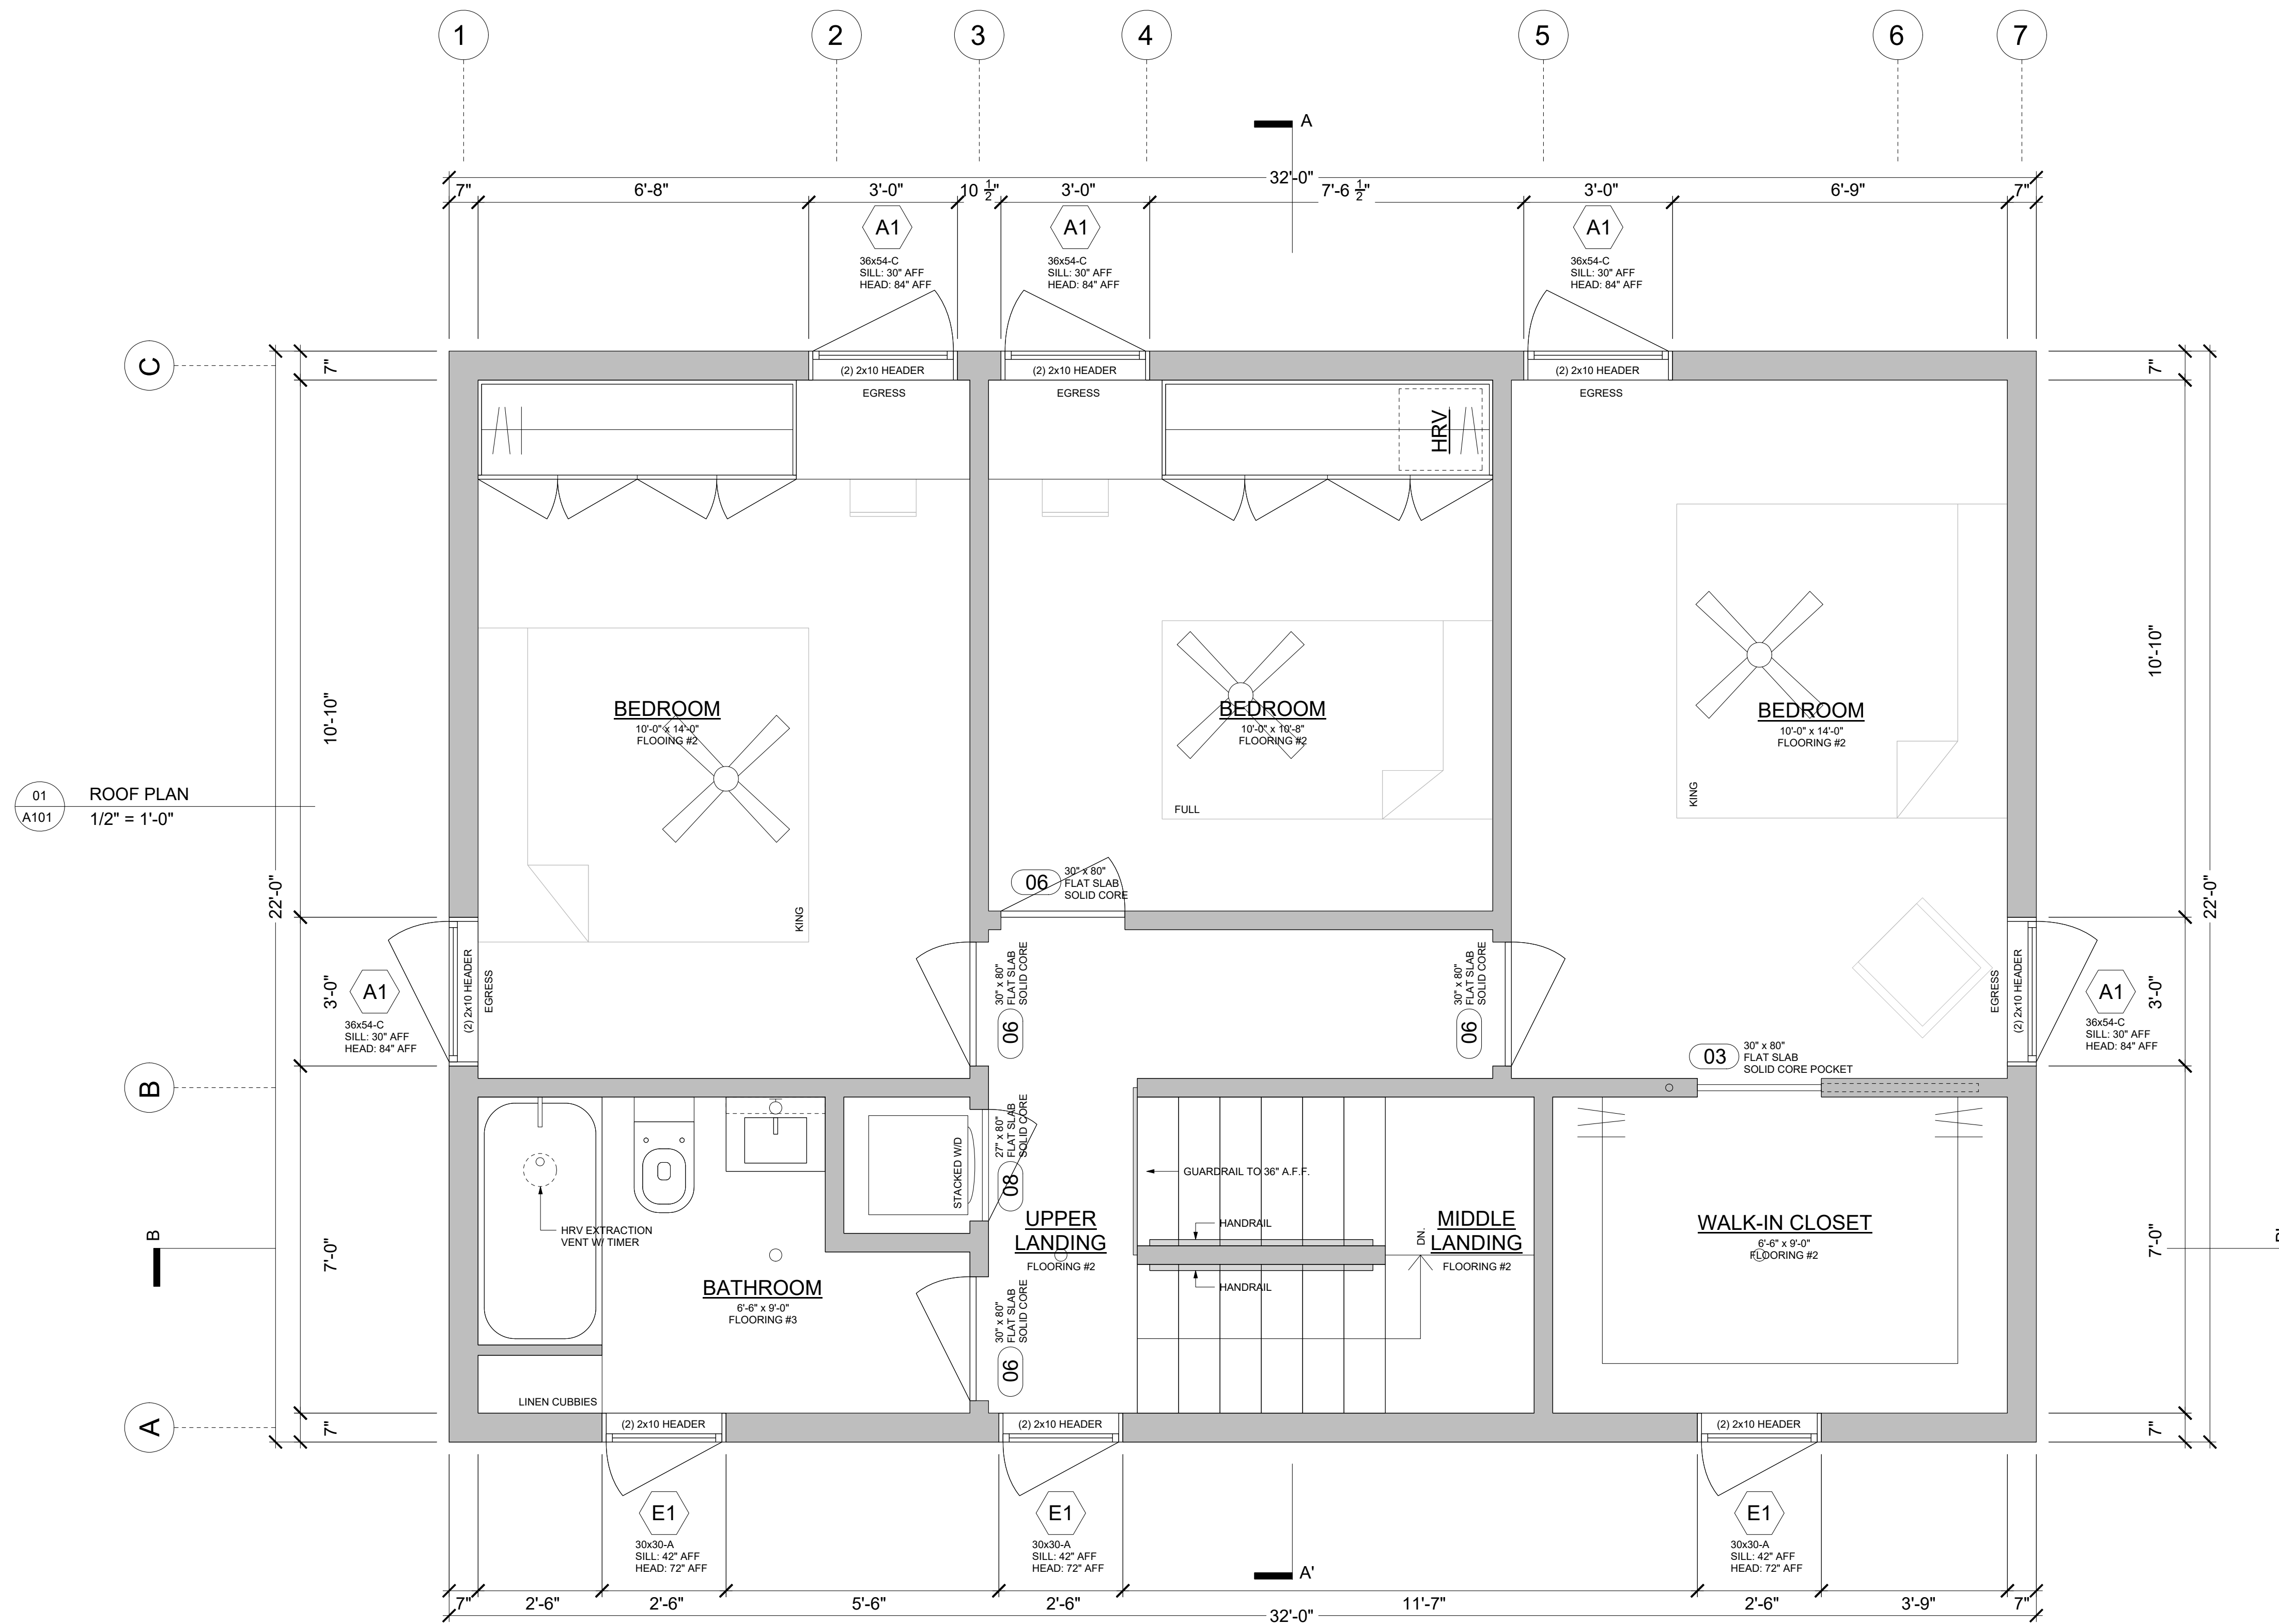 1
2
3
4
5
6
7
A
32'-0"
7"
6'-8"
3'-0"
10 1/2"
3'-0"
7'-6 1/2"
3'-0"
6'-9"
7"
A1
36x54-C
SILL: 30" AFF
HEAD: 84" AFF
A1
36x54-C
SILL: 30" AFF
HEAD: 84" AFF
A1
36x54-C
SILL: 30" AFF
HEAD: 84" AFF
C
7"
(2) 2x10 HEADER
EGRESS
(2) 2x10 HEADER
EGRESS
(2) 2x10 HEADER
EGRESS
7"
HRV
10'-10"
BEDROOM
10'-0" x 14'-0"
FLOOING #2
KING
BEDROOM
10'-0" x 10'-8"
FLOORING #2
FULL
BEDROOM
10'-0" x 14'-0"
FLOORING #2
KING
10'-10"
01
A101
ROOF PLAN
1/2" = 1'-0"
22'-0"
22'-0"
06
30" x 80"
FLAT SLAB
SOLID CORE
3'-0"
A1
36x54-C
SILL: 30" AFF
HEAD: 84" AFF
(2) 2x10 HEADER
EGRESS
06
30" x 80"
FLAT SLAB
SOLID CORE
06
30" x 80"
FLAT SLAB
SOLID CORE
EGRESS
(2) 2x10 HEADER
A1
36x54-C
SILL: 30" AFF
HEAD: 84" AFF
3'-0"
03
30" x 80"
FLAT SLAB
SOLID CORE POCKET
B
08
27" x 80"
FLAT SLAB
SOLID CORE
STACKED W/D
GUARDRAIL TO 36" A.F.F.
HRV EXTRACTION
VENT W/ TIMER
UPPER
LANDING
FLOORING #2
HANDRAIL
HANDRAIL
DN.
MIDDLE
LANDING
FLOORING #2
WALK-IN CLOSET
6'-6" x 9'-0"
FLOORING #2
B
7'-0"
7'-0"
BATHROOM
6'-6" x 9'-0"
FLOORING #3
06
30" x 80"
FLAT SLAB
SOLID CORE
LINEN CUBBIES
A
7"
(2) 2x10 HEADER
(2) 2x10 HEADER
(2) 2x10 HEADER
7"
E1
30x30-A
SILL: 42" AFF
HEAD: 72" AFF
E1
30x30-A
SILL: 42" AFF
HEAD: 72" AFF
E1
30x30-A
SILL: 42" AFF
HEAD: 72" AFF
A'
7"
2'-6"
2'-6"
5'-6"
2'-6"
11'-7"
2'-6"
3'-9"
7"
32'-0"